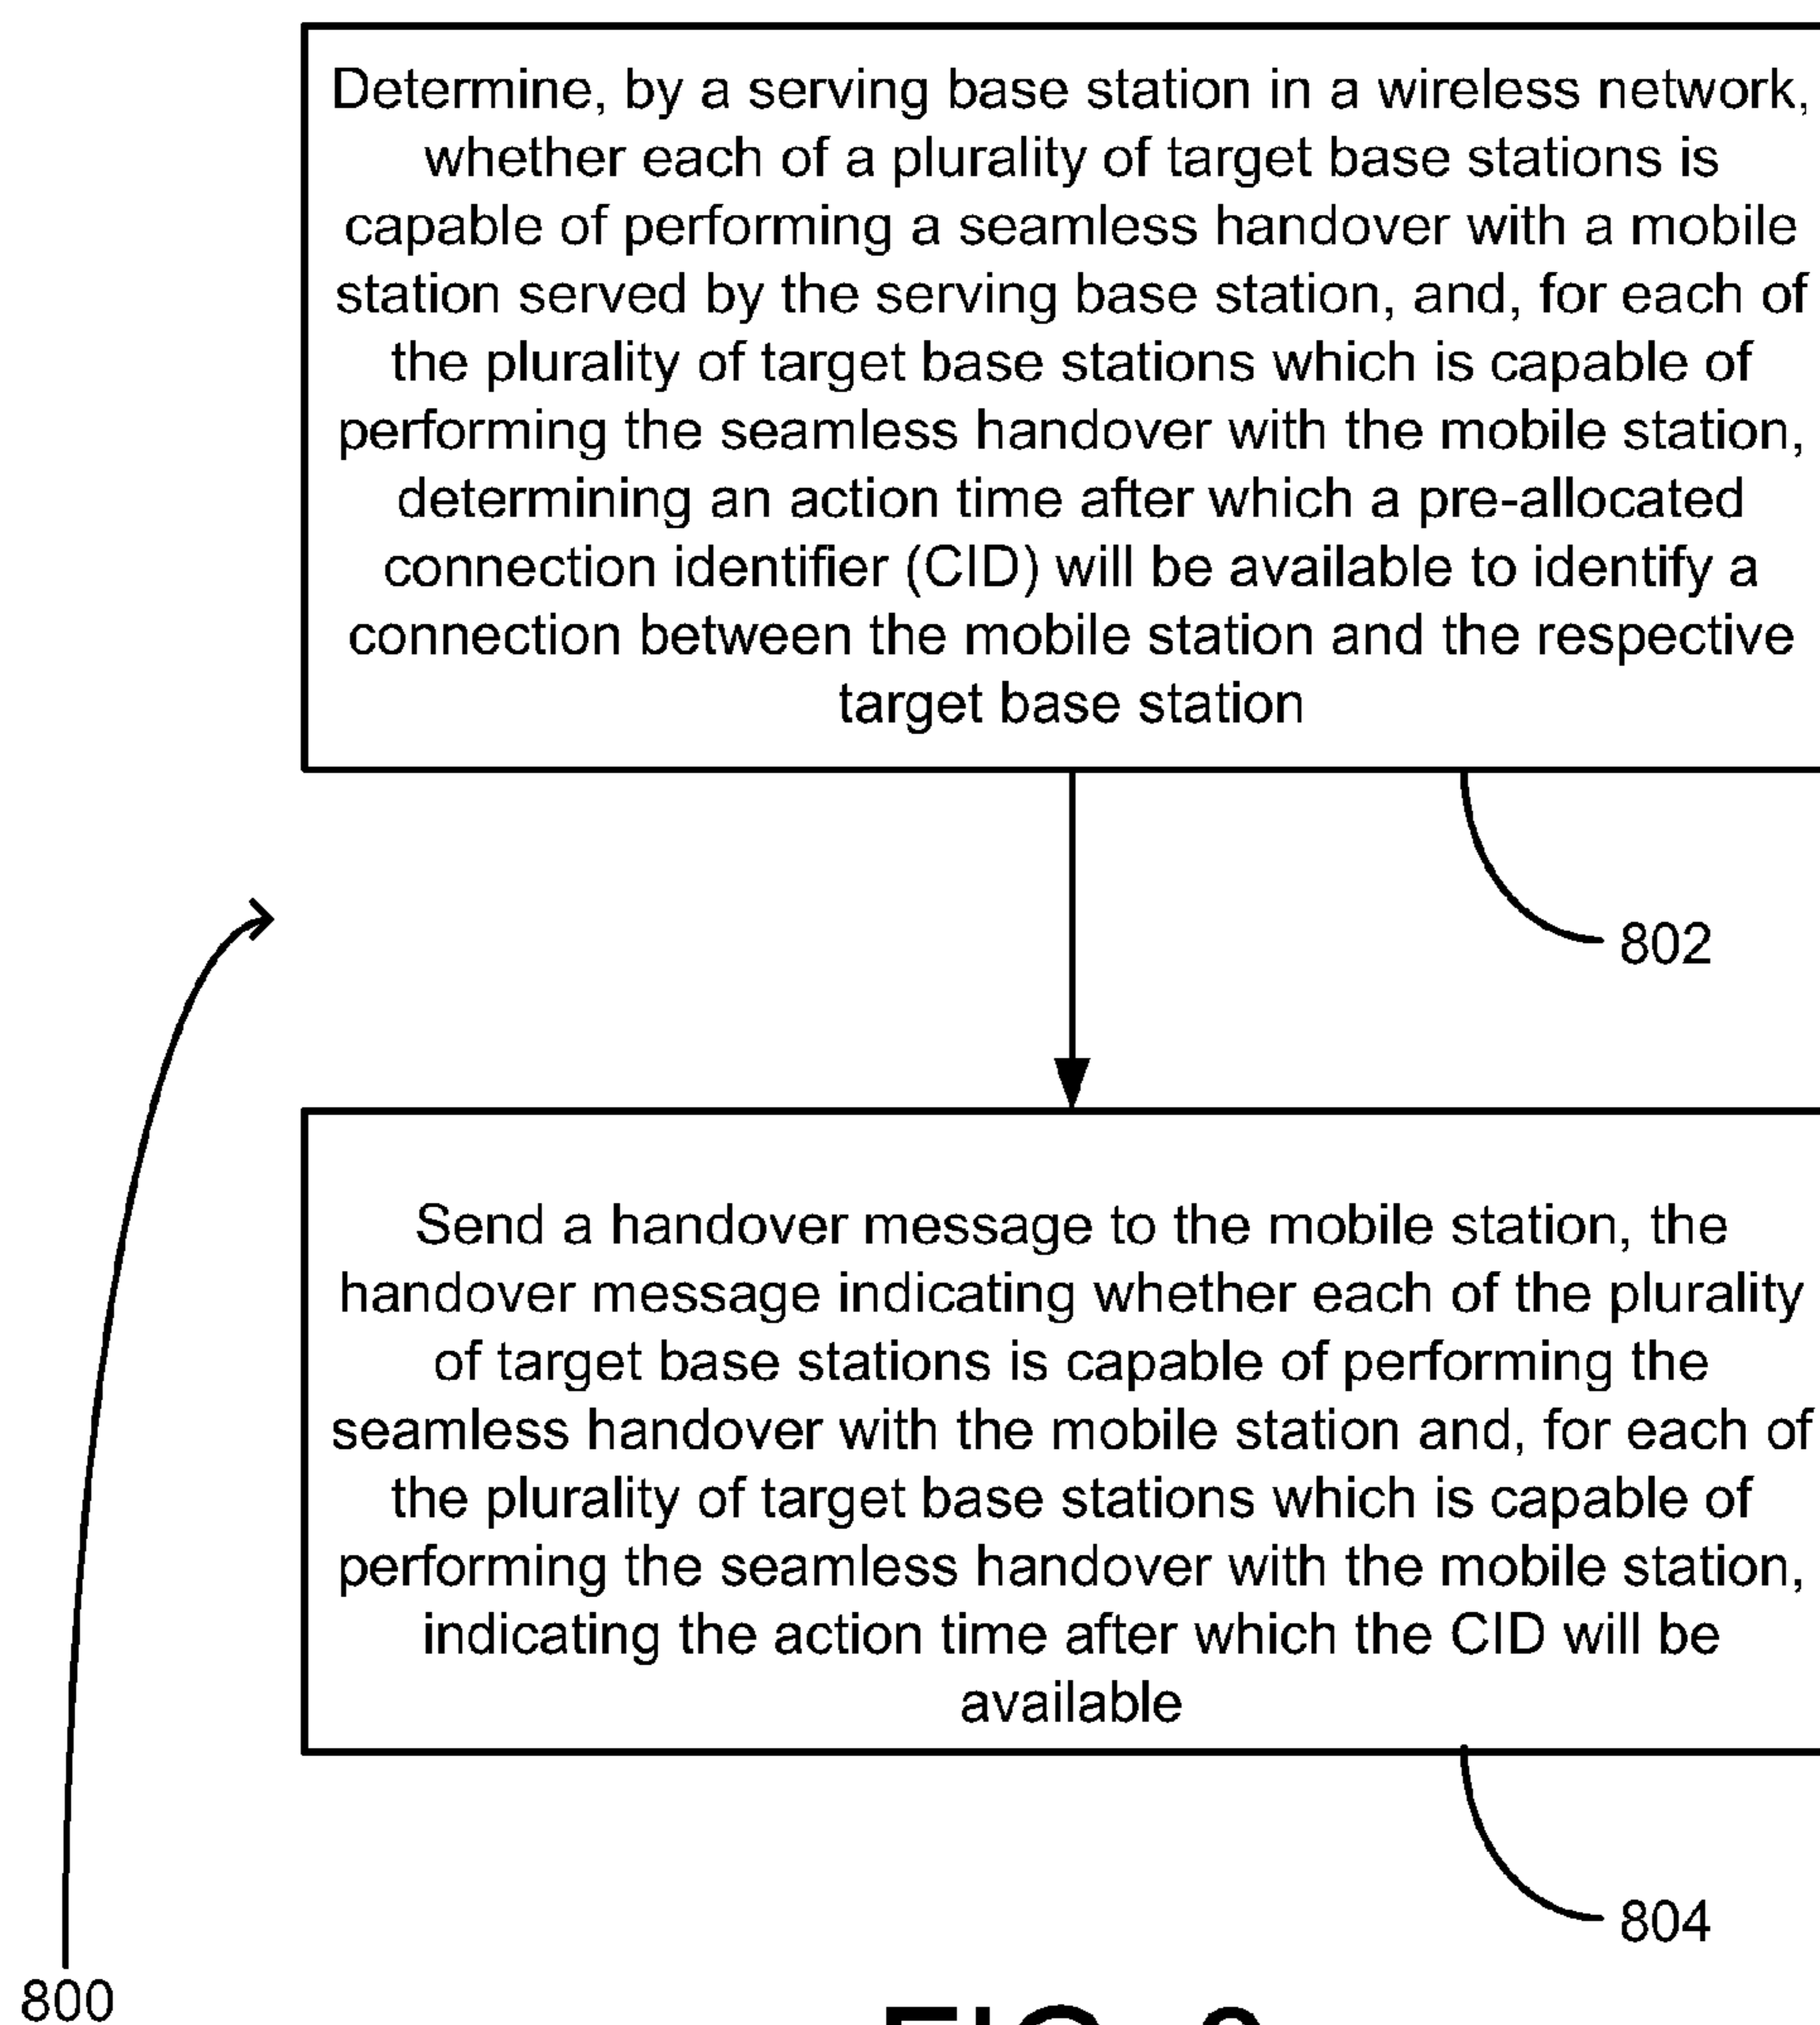 Determine, by a serving base station in a wireless network,
whether each of a plurality of target base stations is
capable of performing a seamless handover with a mobile
station served by the serving base station, and, for each of
the plurality of target base stations which is capable of
performing the seamless handover with the mobile station,
determining an action time after which a pre-allocated
connection identifier (CID) will be available to identify a
connection between the mobile station and the respective
target base station
802
Send a handover message to the mobile station, the
handover message indicating whether each of the plurality
of target base stations is capable of performing the
seamless handover with the mobile station and, for each of
the plurality of target base stations which is capable of
performing the seamless handover with the mobile station,
indicating the action time after which the CID will be
available
804
800